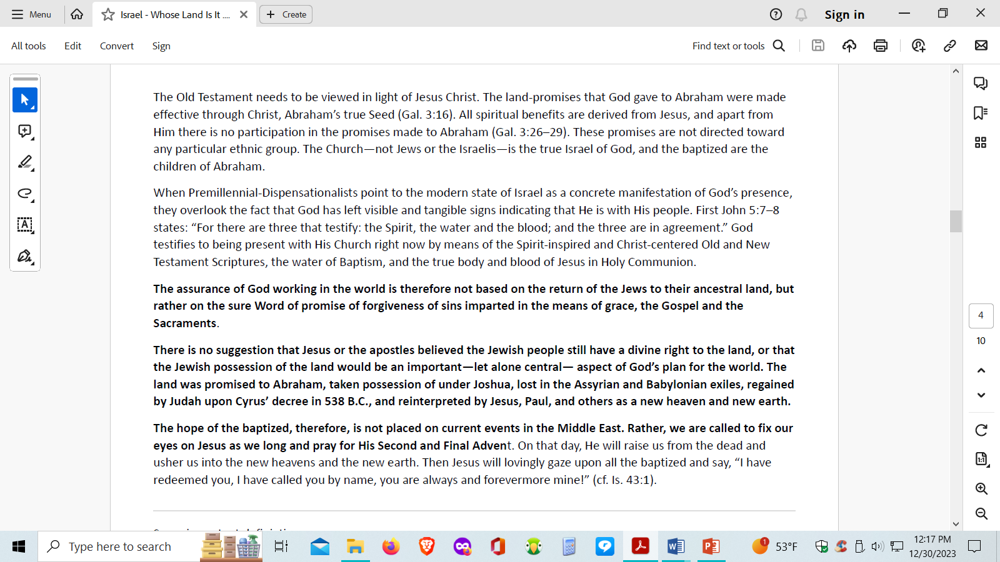 Menu
Israel - Whose Land Is It ....
Create
Sign in
All tools
Edit
Convert
Sign
Find text or tools
The Old Testament needs to be viewed in light of Jesus Christ. The land-promises that God gave to Abraham were made
effective through Christ, Abraham’s true Seed (Gal. 3:16). All spiritual benefits are derived from Jesus, and apart from
Him there is no participation in the promises made to Abraham (Gal. 3:26–29). These promises are not directed toward
any particular ethnic group. The Church—not Jews or the Israelis—is the true Israel of God, and the baptized are the
children of Abraham.
When Premillennial-Dispensationalists point to the modern state of Israel as a concrete manifestation of God’s presence,
they overlook the fact that God has left visible and tangible signs indicating that He is with His people. First John 5:7–8
states: “For there are three that testify: the Spirit, the water and the blood; and the three are in agreement.” God
testifies to being present with His Church right now by means of the Spirit-inspired and Christ-centered Old and New
Testament Scriptures, the water of Baptism, and the true body and blood of Jesus in Holy Communion.
The assurance of God working in the world is therefore not based on the return of the Jews to their ancestral land, but
rather on the sure Word of promise of forgiveness of sins imparted in the means of grace, the Gospel and the
Sacraments.
There is no suggestion that Jesus or the apostles believed the Jewish people still have a divine right to the land, or that
the Jewish possession of the land would be an important—let alone central— aspect of God’s plan for the world. The
land was promised to Abraham, taken possession of under Joshua, lost in the Assyrian and Babylonian exiles, regained
by Judah upon Cyrus’ decree in 538 B.C., and reinterpreted by Jesus, Paul, and others as a new heaven and new earth.
The hope of the baptized, therefore, is not placed on current events in the Middle East. Rather, we are called to fix our
eyes on Jesus as we long and pray for His Second and Final Advent. On that day, He will raise us from the dead and
usher us into the new heavens and the new earth. Then Jesus will lovingly gaze upon all the baptized and say, “I have
redeemed you, I have called you by name, you are always and forevermore mine!” (cf. Is. 43:1).
4
10
1:1
Type here to search
1
53°F
12:17 PM
12/30/2023